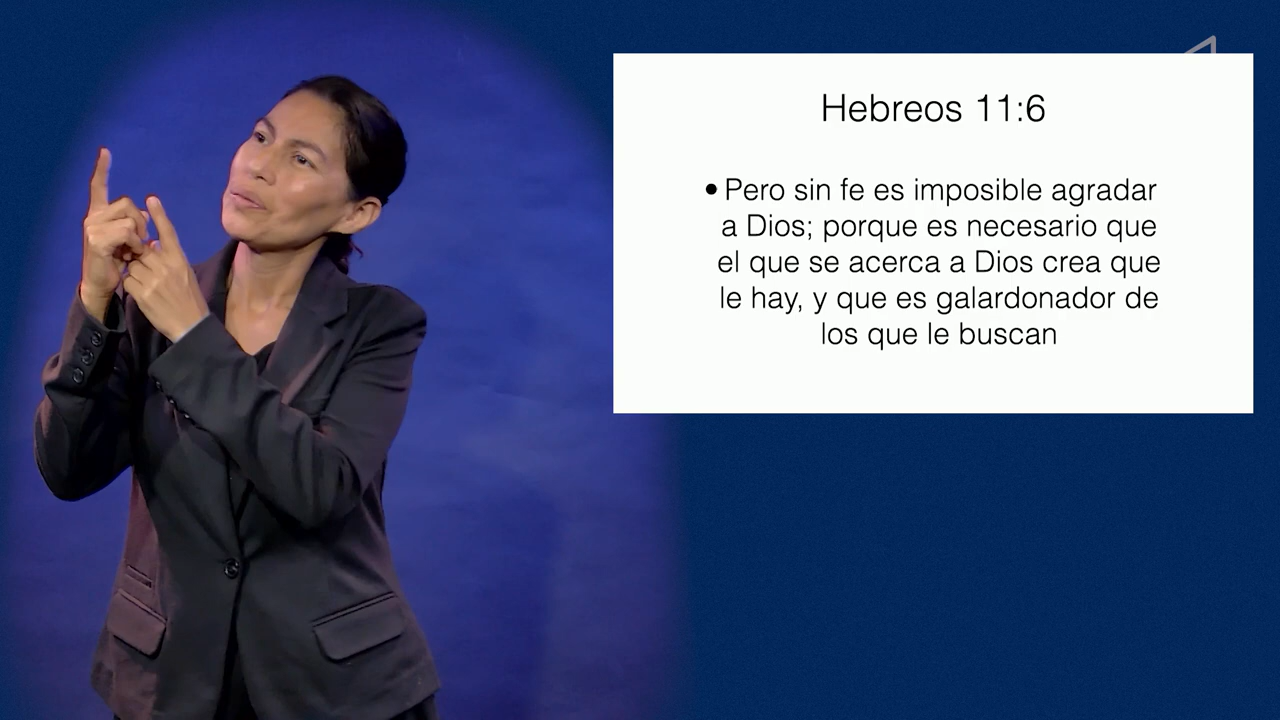 Hebreos 11:6
• Pero sin fe es imposible agradar
a Dios; porque es necesario que
el que se acerca a Dios crea que
le hay, y que es galardonador de
los que le buscan